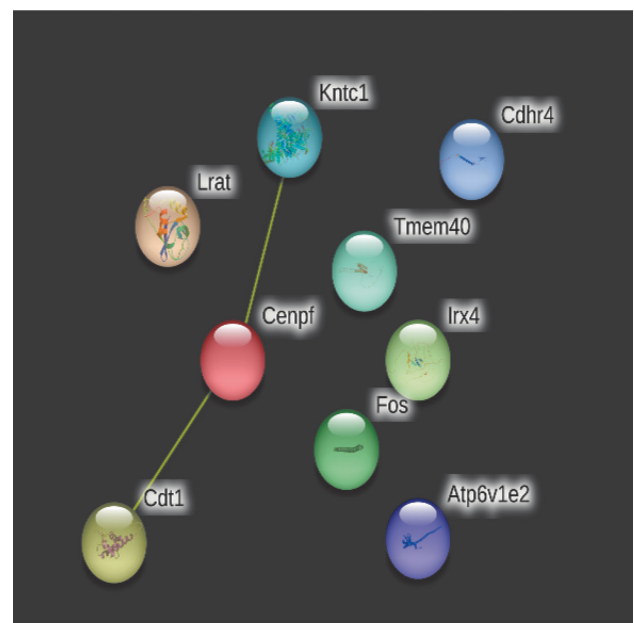 Kntc1
Cdhr4
Lrat
Tmem40
Cenpf
Irx4
Fos
Cdt1
Atp6v1e2